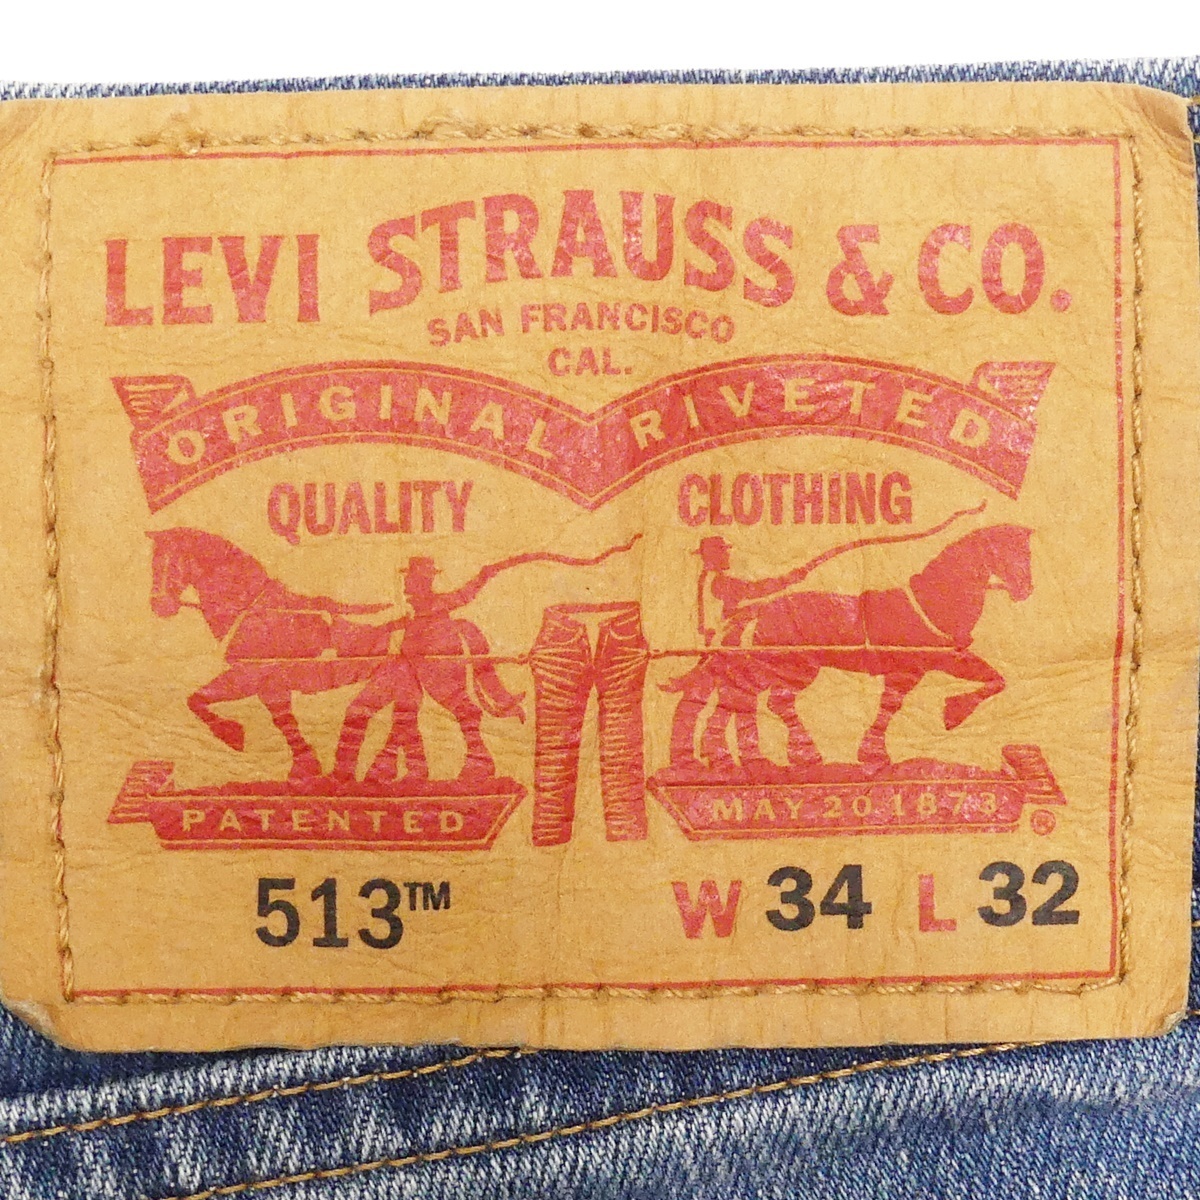 LEVI STRAUSS & CO.
SAN FRANCISCO
CAL.
ORIGINAL RIVETED
QUALITY CLOTHING
PATENTED MAY 20 1873 ®
513™ W 34 L 32